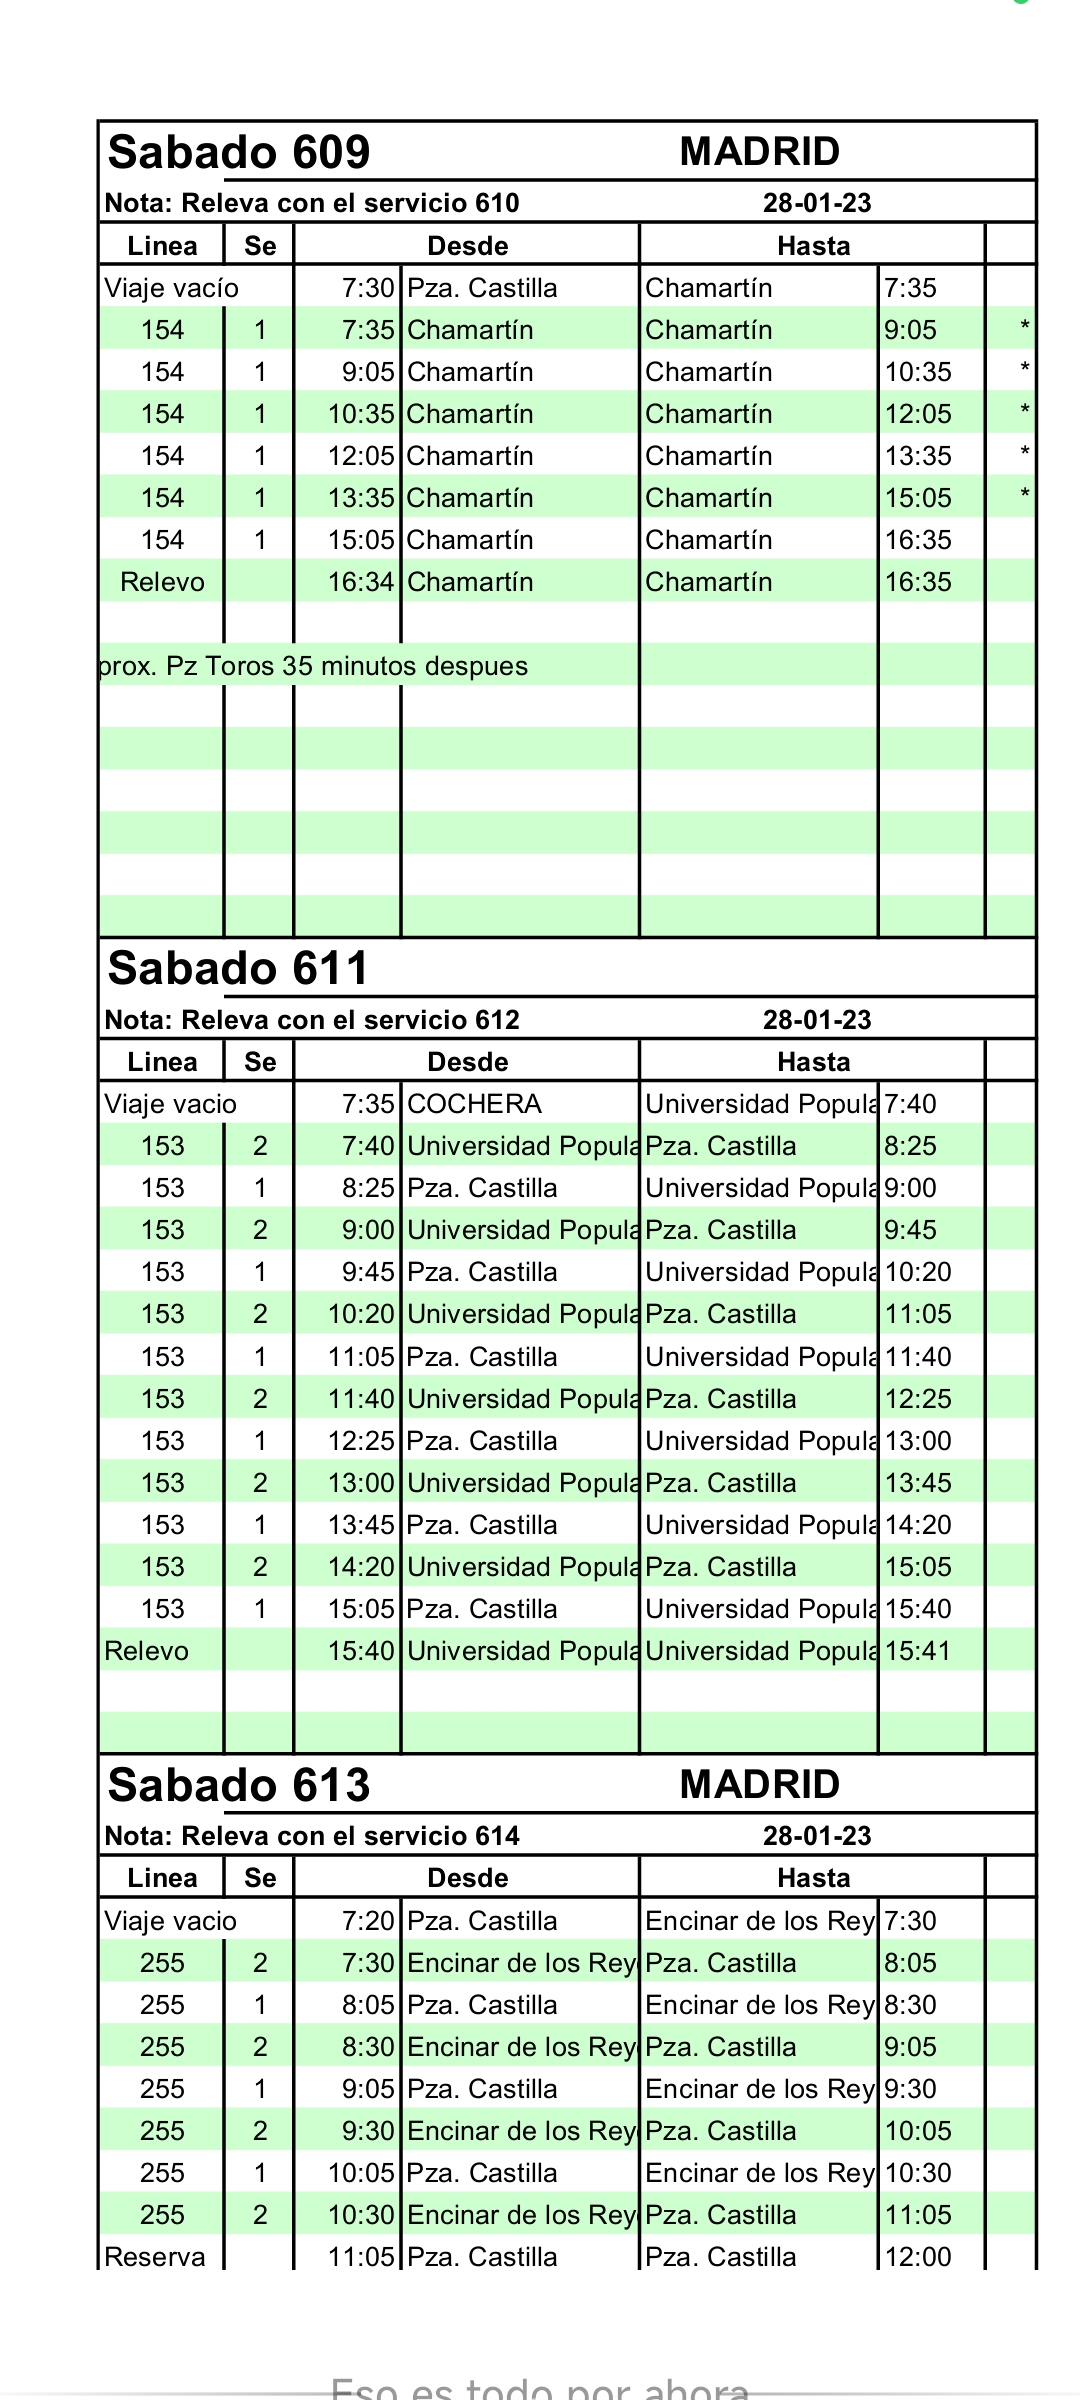 Sabado 609 MADRID
Nota: Releva con el servicio 610 28-01-23
Linea Se Desde Hasta
Viaje vacío 7:30 Pza. Castilla Chamartín 7:35
154 1 7:35 Chamartín Chamartín 9:05 *
154 1 9:05 Chamartín Chamartín 10:35 *
154 1 10:35 Chamartín Chamartín 12:05 *
154 1 12:05 Chamartín Chamartín 13:35 *
154 1 13:35 Chamartín Chamartín 15:05 *
154 1 15:05 Chamartín Chamartín 16:35
Relevo 16:34 Chamartín Chamartín 16:35
prox. Pz Toros 35 minutos despues
Sabado 611
Nota: Releva con el servicio 612 28-01-23
Linea Se Desde Hasta
Viaje vacio 7:35 COCHERA Universidad Popula 7:40
153 2 7:40 Universidad Popula Pza. Castilla 8:25
153 1 8:25 Pza. Castilla Universidad Popula 9:00
153 2 9:00 Universidad Popula Pza. Castilla 9:45
153 1 9:45 Pza. Castilla Universidad Popula 10:20
153 2 10:20 Universidad Popula Pza. Castilla 11:05
153 1 11:05 Pza. Castilla Universidad Popula 11:40
153 2 11:40 Universidad Popula Pza. Castilla 12:25
153 1 12:25 Pza. Castilla Universidad Popula 13:00
153 2 13:00 Universidad Popula Pza. Castilla 13:45
153 1 13:45 Pza. Castilla Universidad Popula 14:20
153 2 14:20 Universidad Popula Pza. Castilla 15:05
153 1 15:05 Pza. Castilla Universidad Popula 15:40
Relevo 15:40 Universidad Popula Universidad Popula 15:41
Sabado 613 MADRID
Nota: Releva con el servicio 614 28-01-23
Linea Se Desde Hasta
Viaje vacio 7:20 Pza. Castilla Encinar de los Rey 7:30
255 2 7:30 Encinar de los Rey Pza. Castilla 8:05
255 1 8:05 Pza. Castilla Encinar de los Rey 8:30
255 2 8:30 Encinar de los Rey Pza. Castilla 9:05
255 1 9:05 Pza. Castilla Encinar de los Rey 9:30
255 2 9:30 Encinar de los Rey Pza. Castilla 10:05
255 1 10:05 Pza. Castilla Encinar de los Rey 10:30
255 2 10:30 Encinar de los Rey Pza. Castilla 11:05
Reserva 11:05 Pza. Castilla Pza. Castilla 12:00
Eso es todo por ahora